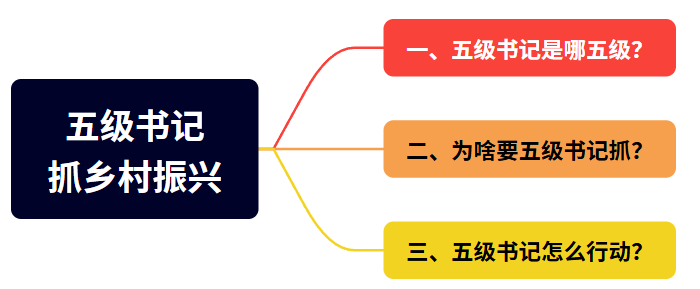 五级书记
抓乡村振兴
一、五级书记是哪五级？
二、为啥要五级书记抓？
三、五级书记怎么行动？